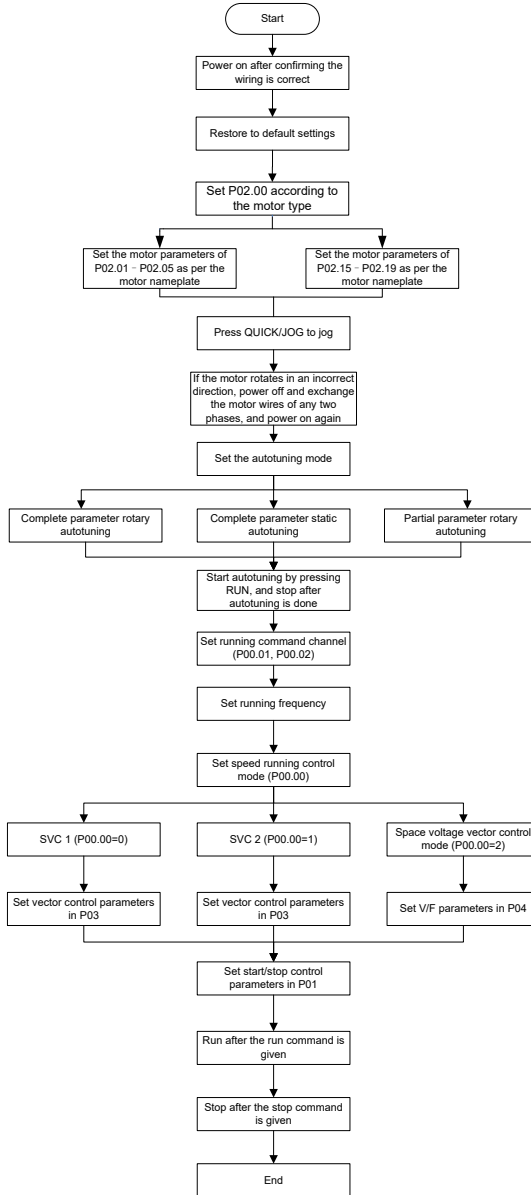 Start
Power on after confirming the
wiring is correct
Restore to default settings
Set P02.00 according to
the motor type
Set the motor parameters of
P02.01–P02.05 as per the
motor nameplate
Set the motor parameters of
P02.15–P02.19 as per the
motor nameplate
Press QUICK/JOG to jog
If the motor rotates in an incorrect
direction, power off and exchange
the motor wires of any two
phases, and power on again
Set the autotuning mode
Complete parameter rotary
autotuning
Complete parameter static
autotuning
Partial parameter rotary
autotuning
Start autotuning by pressing
RUN, and stop after
autotuning is done
Set running command channel
(P00.01, P00.02)
Set running frequency
Set speed running control
mode (P00.00)
SVC 1 (P00.00=0)
SVC 2 (P00.00=1)
Space voltage vector control
mode (P00.00=2)
Set vector control parameters
in P03
Set vector control parameters
in P03
Set V/F parameters in P04
Set start/stop control
parameters in P01
Run after the run command is
given
Stop after the stop command
is given
End